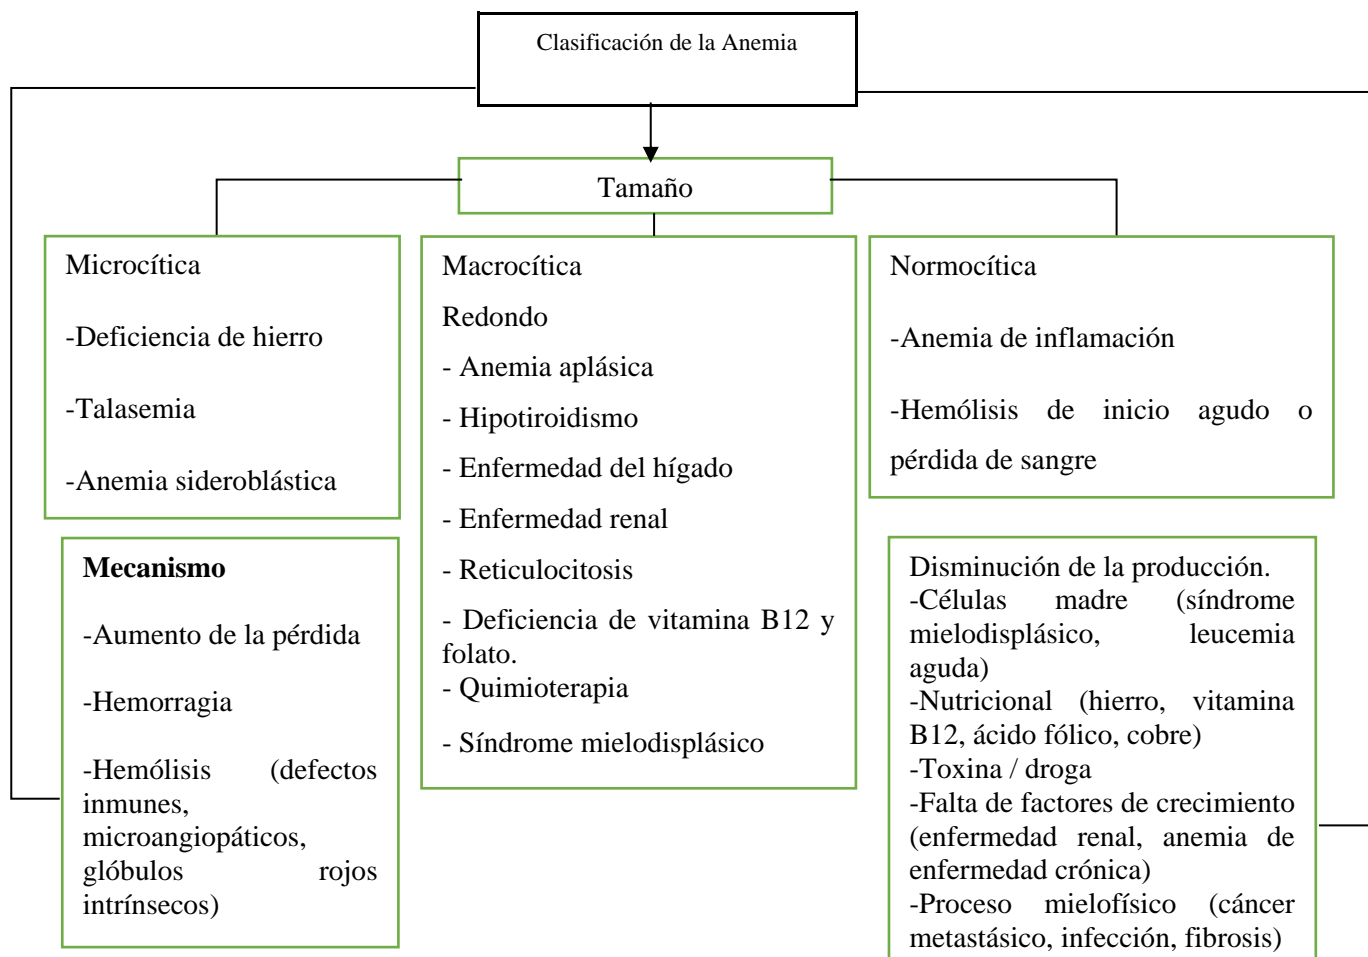 Clasificación de la Anemia
Tamaño
Microcítica
-Deficiencia de hierro
-Talasemia
-Anemia sideroblástica
Macrocítica
Redondo
- Anemia aplásica
- Hipotiroidismo
- Enfermedad del hígado
- Enfermedad renal
- Reticulocitosis
- Deficiencia de vitamina B12 y
folato.
- Quimioterapia
- Síndrome mielodisplásico
Normocítica
-Anemia de inflamación
-Hemólisis de inicio agudo o
pérdida de sangre
Mecanismo
-Aumento de la pérdida
-Hemorragia
-Hemólisis (defectos
inmunes,
microangiopáticos,
glóbulos rojos
intrínsecos)
Disminución de la producción.
-Células madre (síndrome
mielodisplásico, leucemia
aguda)
-Nutricional (hierro, vitamina
B12, ácido fólico, cobre)
-Toxina / droga
-Falta de factores de crecimiento
(enfermedad renal, anemia de
enfermedad crónica)
-Proceso mielofísico (cáncer
metastásico, infección, fibrosis)